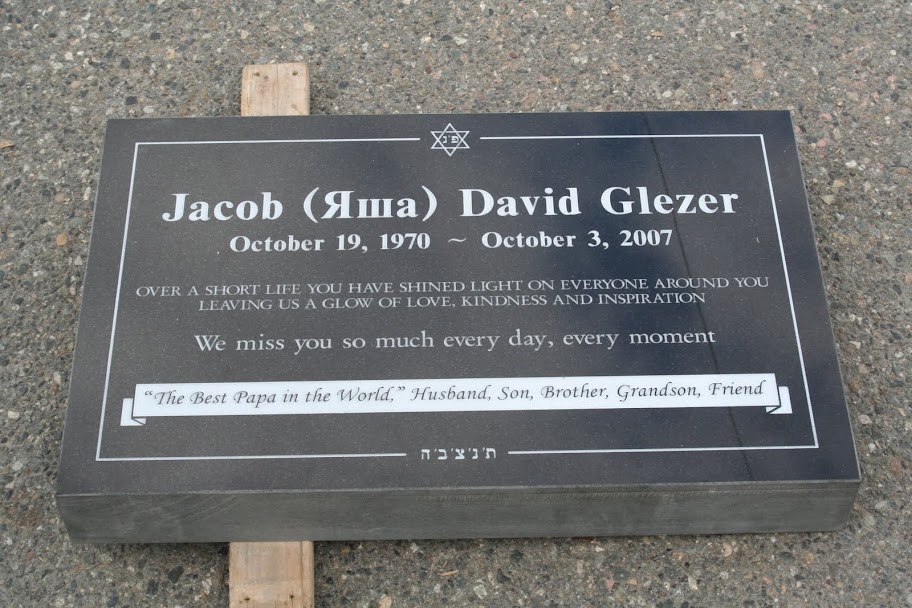 פ'נ
Jacob (Яша) David Glezer
October 19, 1970 ~ October 3, 2007
OVER A SHORT LIFE YOU HAVE SHINED LIGHT ON EVERYONE AROUND YOU
LEAVING US A GLOW OF LOVE, KINDNESS AND INSPIRATION
We miss you so much every day, every moment
“The Best Papa in the World,” Husband, Son, Brother, Grandson, Friend
ת'נ'צ'ב'ה